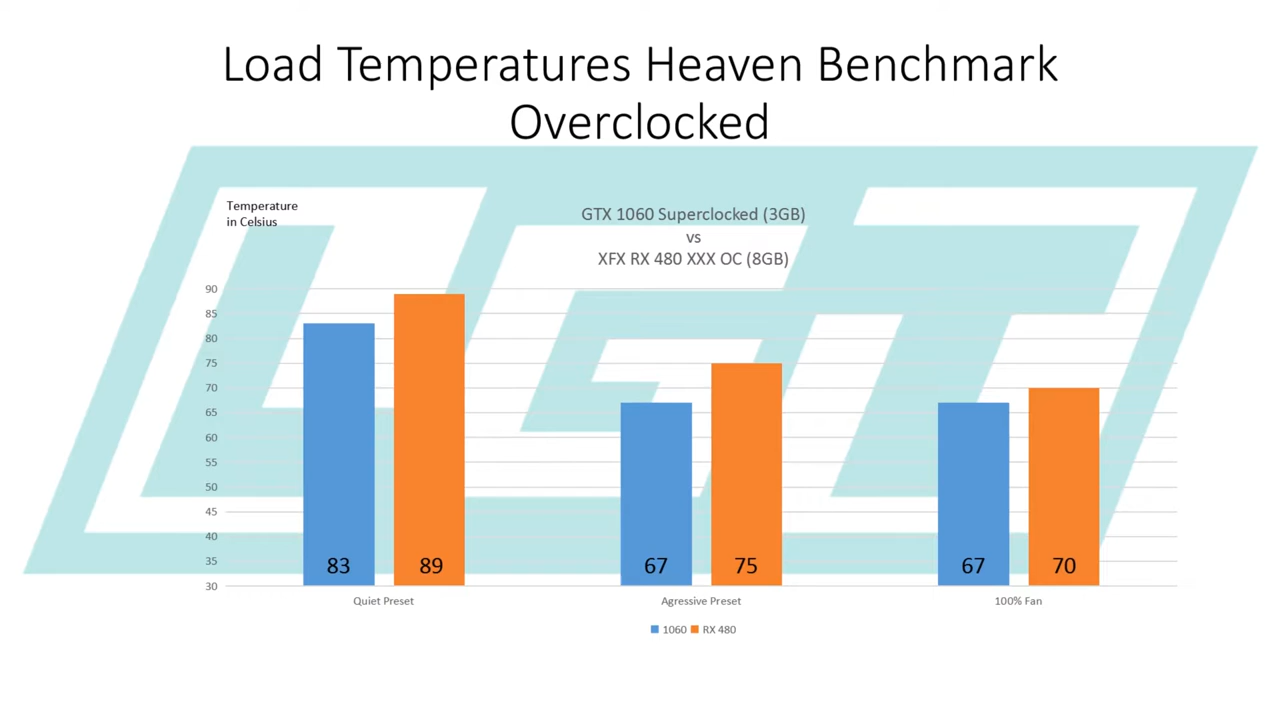 Load Temperatures Heaven Benchmark
Overclocked
Temperature
in Celsius
GTX 1060 Superclocked (3GB)
vs
XFX RX 480 XXX OC (8GB)
90
85
80
75
70
65
60
55
50
45
40
35
30
83
89
67
75
67
70
Quiet Preset
Agressive Preset
100% Fan
1060
RX 480